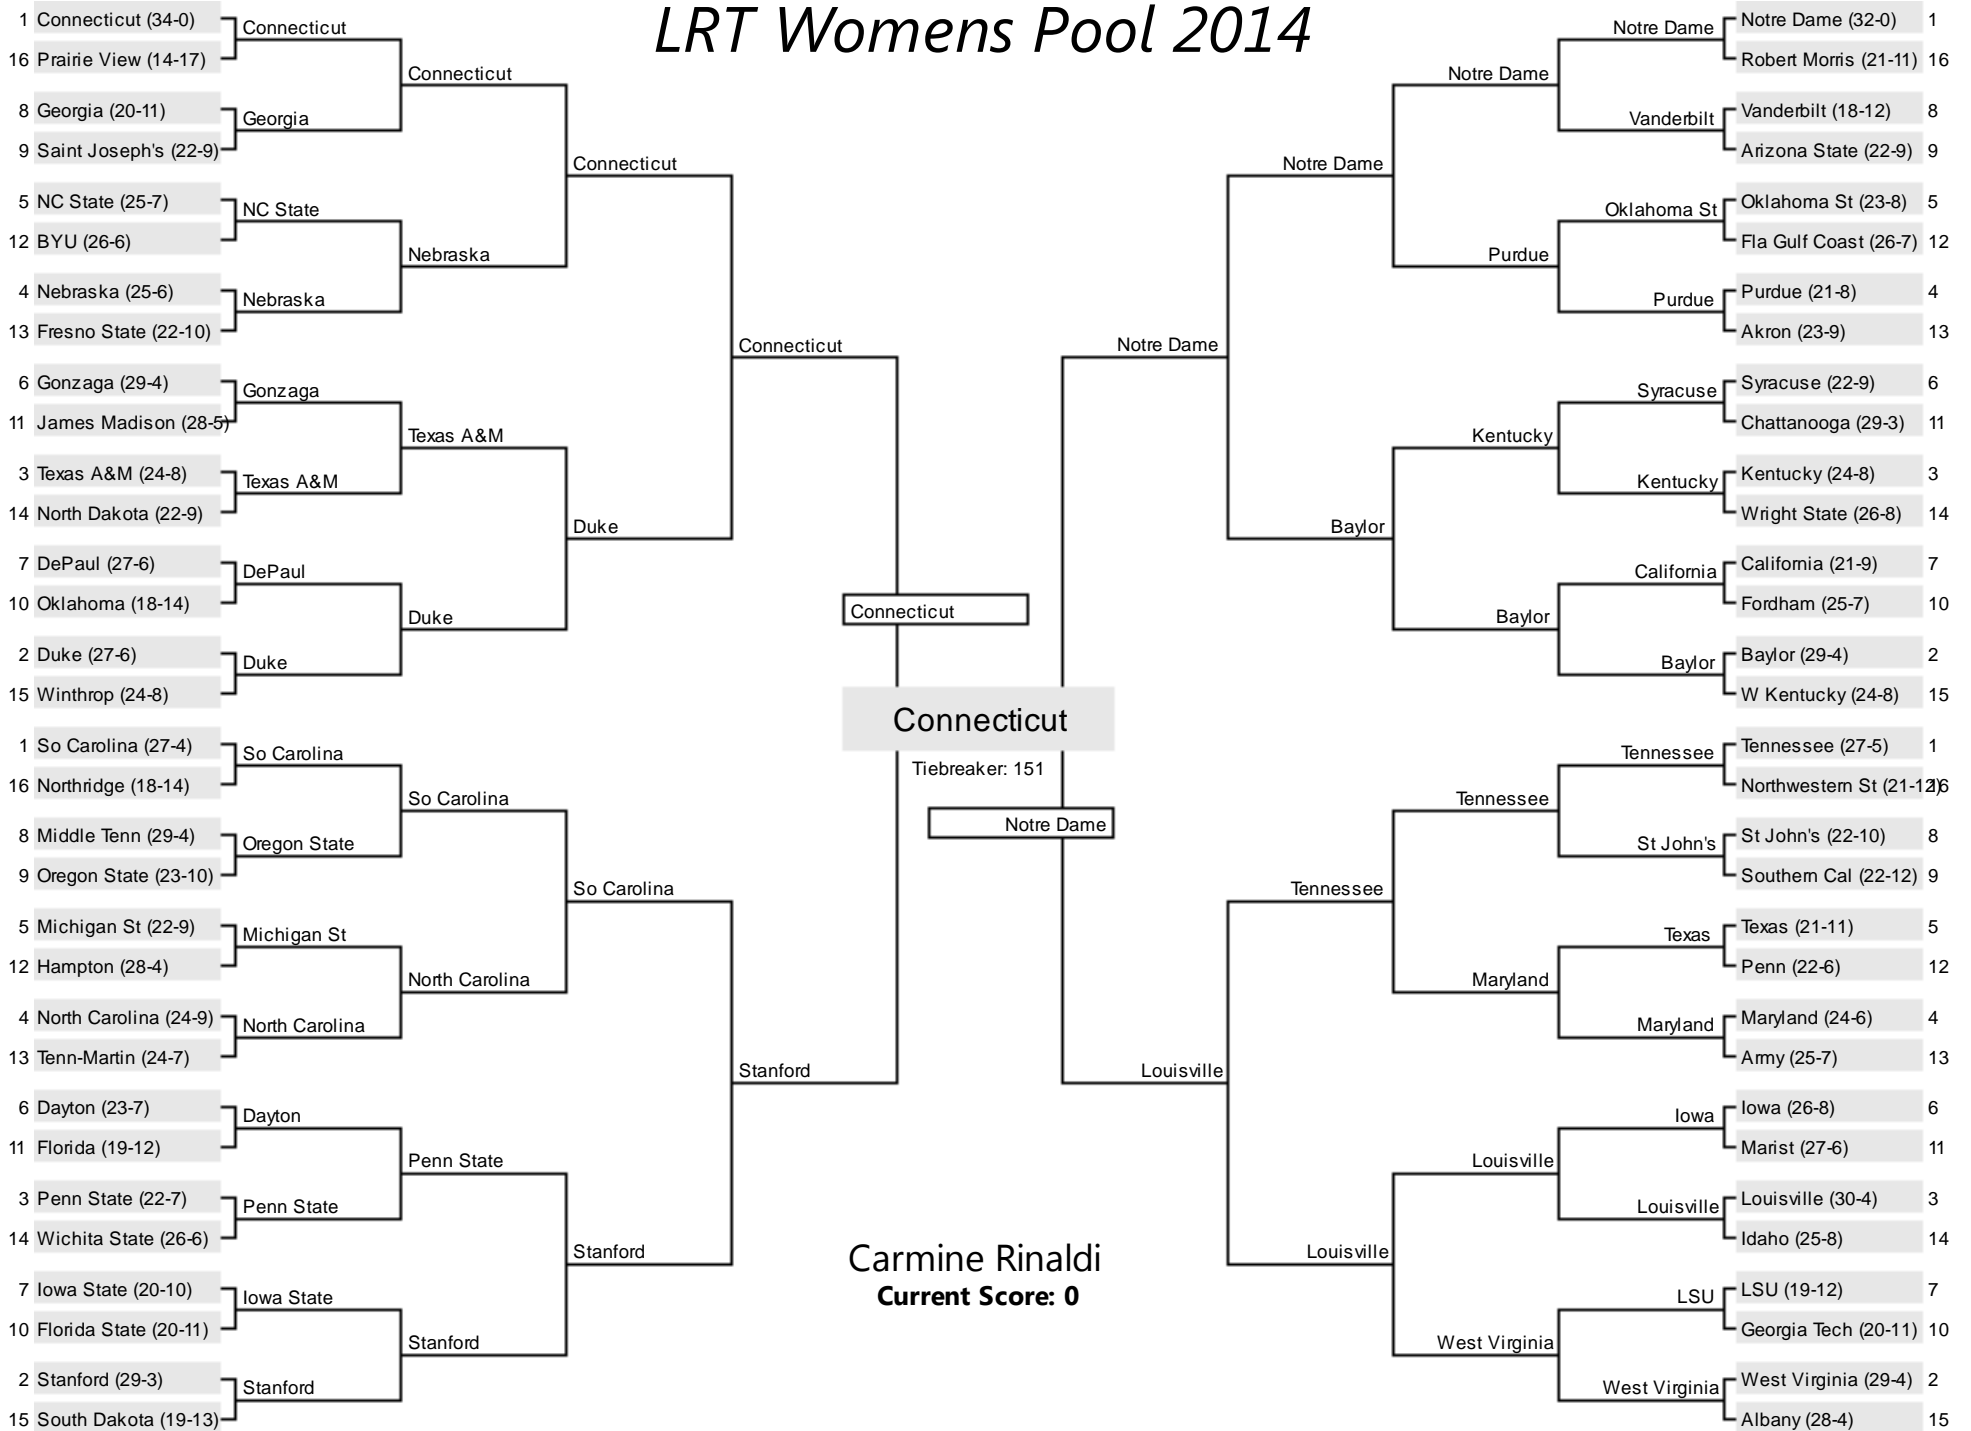 LRT Womens Pool 2014
1 Connecticut (34-0)
16 Prairie View (14-17)
8 Georgia (20-11)
9 Saint Joseph's (22-9)
5 NC State (25-7)
12 BYU (26-6)
4 Nebraska (25-6)
13 Fresno State (22-10)
6 Gonzaga (29-4)
11 James Madison (28-5)
3 Texas A&M (24-8)
14 North Dakota (22-9)
7 DePaul (27-6)
10 Oklahoma (18-14)
2 Duke (27-6)
15 Winthrop (24-8)
1 So Carolina (27-4)
16 Northridge (18-14)
8 Middle Tenn (29-4)
9 Oregon State (23-10)
5 Michigan St (22-9)
12 Hampton (28-4)
4 North Carolina (24-9)
13 Tenn-Martin (24-7)
6 Dayton (23-7)
11 Florida (19-12)
3 Penn State (22-7)
14 Wichita State (26-6)
7 Iowa State (20-10)
10 Florida State (20-11)
2 Stanford (29-3)
15 South Dakota (19-13)
Connecticut
Georgia
NC State
Nebraska
Gonzaga
Texas A&M
DePaul
Duke
So Carolina
Oregon State
Michigan St
North Carolina
Dayton
Penn State
Iowa State
Stanford
Connecticut
Nebraska
Texas A&M
Duke
So Carolina
North Carolina
Penn State
Stanford
Connecticut
Duke
So Carolina
Stanford
Connecticut
Stanford
Connecticut
Connecticut
Tiebreaker: 151
Notre Dame
Carmine Rinaldi
Current Score: 0
Notre Dame
Louisville
Notre Dame
Baylor
Tennessee
Louisville
Notre Dame
Purdue
Kentucky
Baylor
Tennessee
Maryland
Louisville
West Virginia
Notre Dame
Vanderbilt
Oklahoma St
Purdue
Syracuse
Kentucky
California
Baylor
Tennessee
St John's
Texas
Maryland
Iowa
Louisville
LSU
West Virginia
Notre Dame (32-0) 1
Robert Morris (21-11) 16
Vanderbilt (18-12) 8
Arizona State (22-9) 9
Oklahoma St (23-8) 5
Fla Gulf Coast (26-7) 12
Purdue (21-8) 4
Akron (23-9) 13
Syracuse (22-9) 6
Chattanooga (29-3) 11
Kentucky (24-8) 3
Wright State (26-8) 14
California (21-9) 7
Fordham (25-7) 10
Baylor (29-4) 2
W Kentucky (24-8) 15
Tennessee (27-5) 1
Northwestern St (21-12) 16
St John's (22-10) 8
Southern Cal (22-12) 9
Texas (21-11) 5
Penn (22-6) 12
Maryland (24-6) 4
Army (25-7) 13
Iowa (26-8) 6
Marist (27-6) 11
Louisville (30-4) 3
Idaho (25-8) 14
LSU (19-12) 7
Georgia Tech (20-11) 10
West Virginia (29-4) 2
Albany (28-4) 15